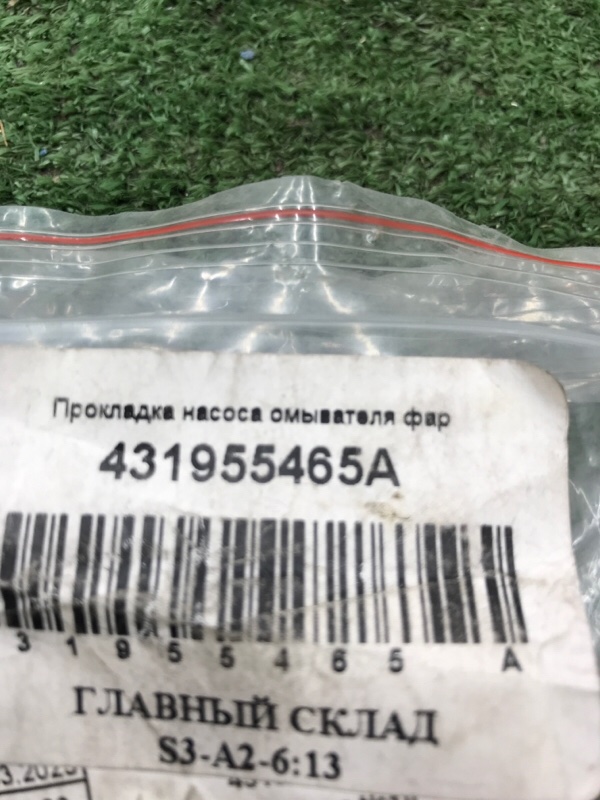 Прокладка насоса омывателя фар
431955465A
3 1 9 5 5 4 6 5 A
ГЛАВНЫЙ СКЛАД
S3-A2-6:13